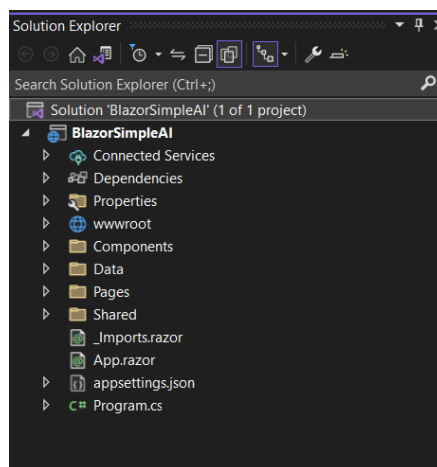 Solution Explorer
Search Solution Explorer (Ctrl+;)
Solution 'BlazorSimpleAI' (1 of 1 project)
BlazorSimpleAI
Connected Services
Dependencies
Properties
wwwroot
Components
Data
Pages
Shared
_Imports.razor
App.razor
appsettings.json
C# Program.cs